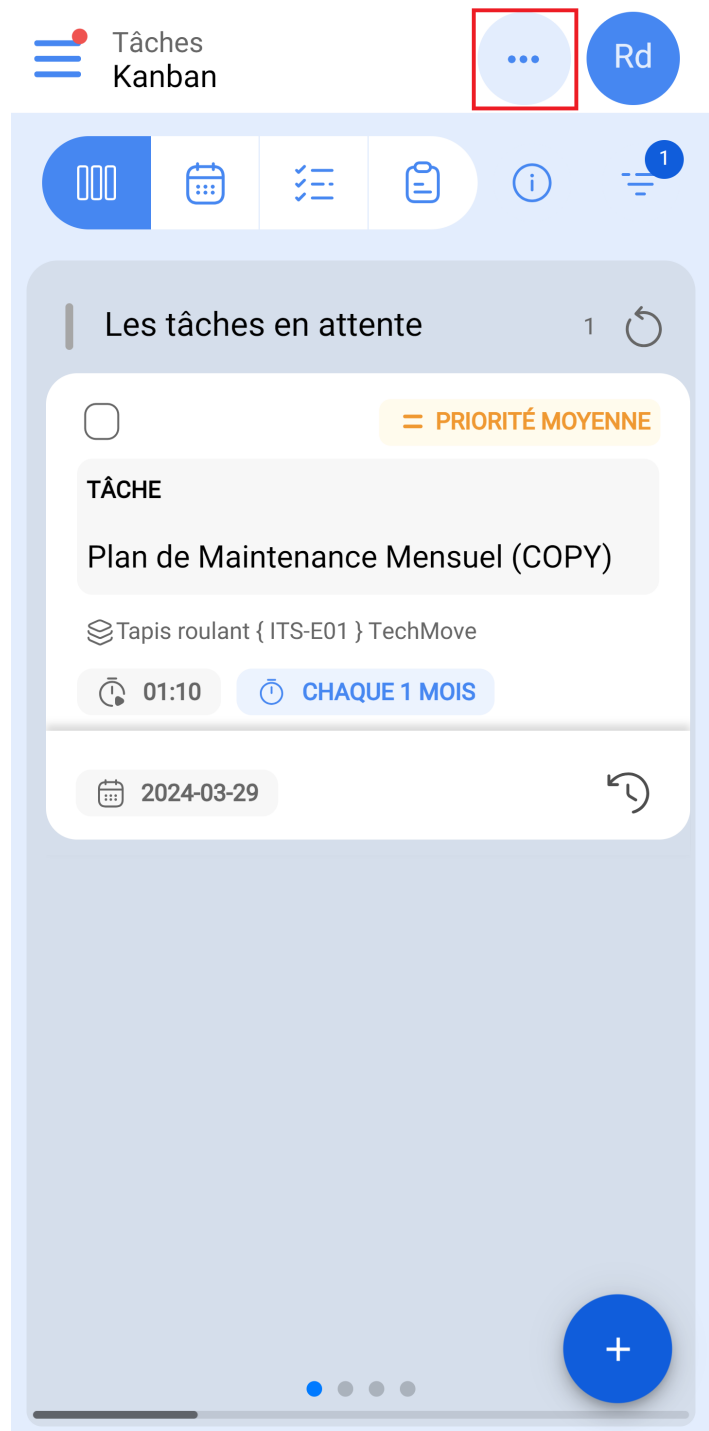 Tâches
Kanban
Rd
1
Les tâches en attente 1
PRIORITÉ MOYENNE
TÂCHE
Plan de Maintenance Mensuel (COPY)
Tapis roulant { ITS-E01 } TechMove
01:10 CHAQUE 1 MOIS
2024-03-29